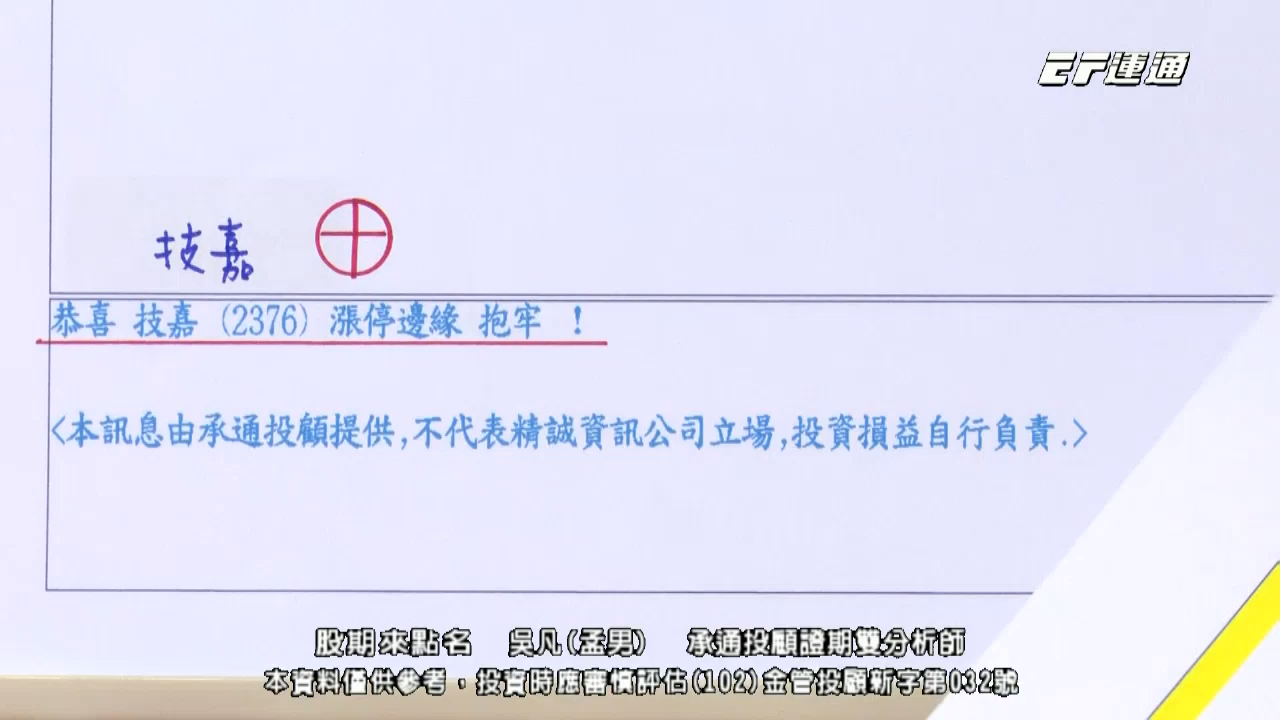 EF運通
技嘉
恭喜 技嘉 (2376) 漲停邊緣 抱牢 !
<本訊息由承通投顧提供,不代表精誠資訊公司立場,投資損益自行負責.>
股期來點名 吳凡(孟男) 承通投顧證期雙分析師
本資料僅供參考，投資時應審慎評估(102)金管投顧新字第032號